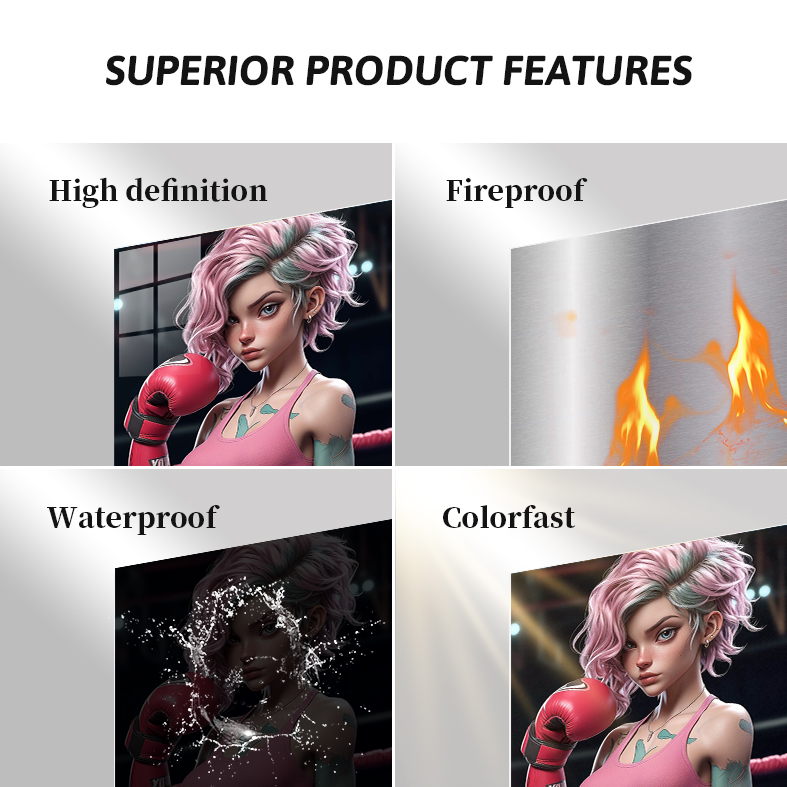 SUPERIOR PRODUCT FEATURES
High definition
Fireproof
Waterproof
Colorfast